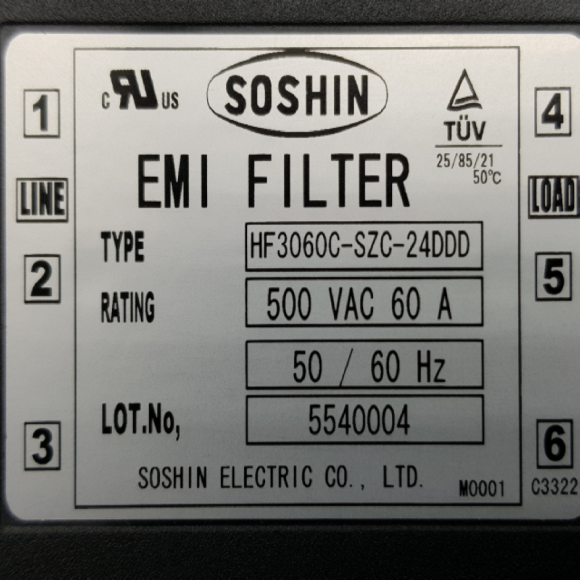 c RU US
SOSHIN
TÜV
25/85/21
50℃
EMI FILTER
1
LINE
2
3
4
LOAD
5
6
TYPE HF3060C-SZC-24DDD
RATING 500 VAC 60 A
50 / 60 Hz
LOT.No, 5540004
SOSHIN ELECTRIC CO., LTD.
M0001
C3322